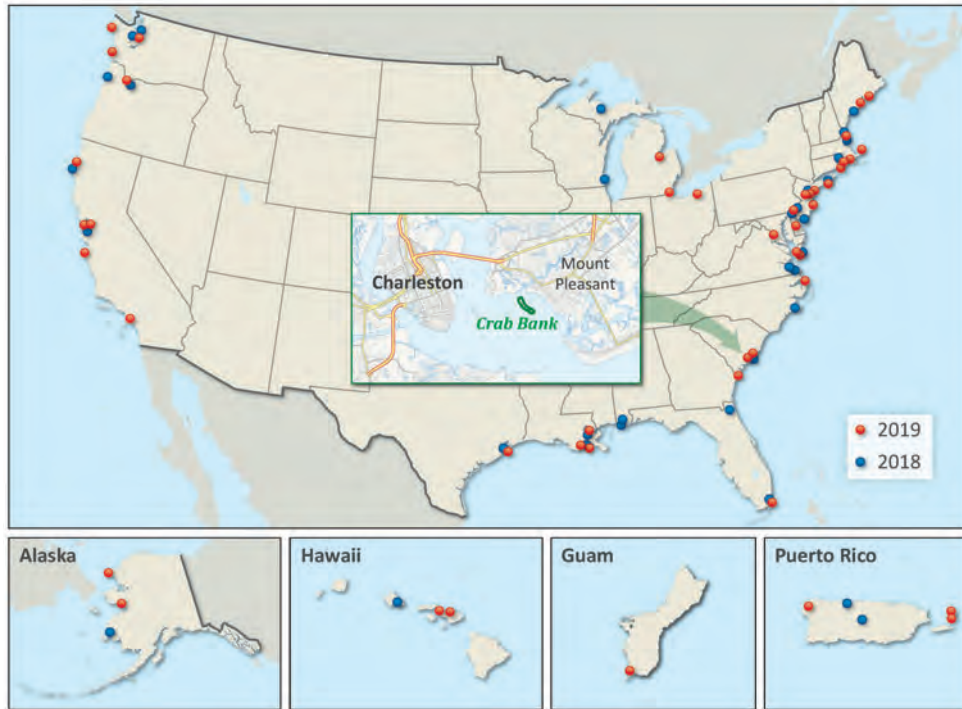 Charleston
Mount
Pleasant
Crab Bank
2019
2018
Alaska
Hawaii
Guam
Puerto Rico